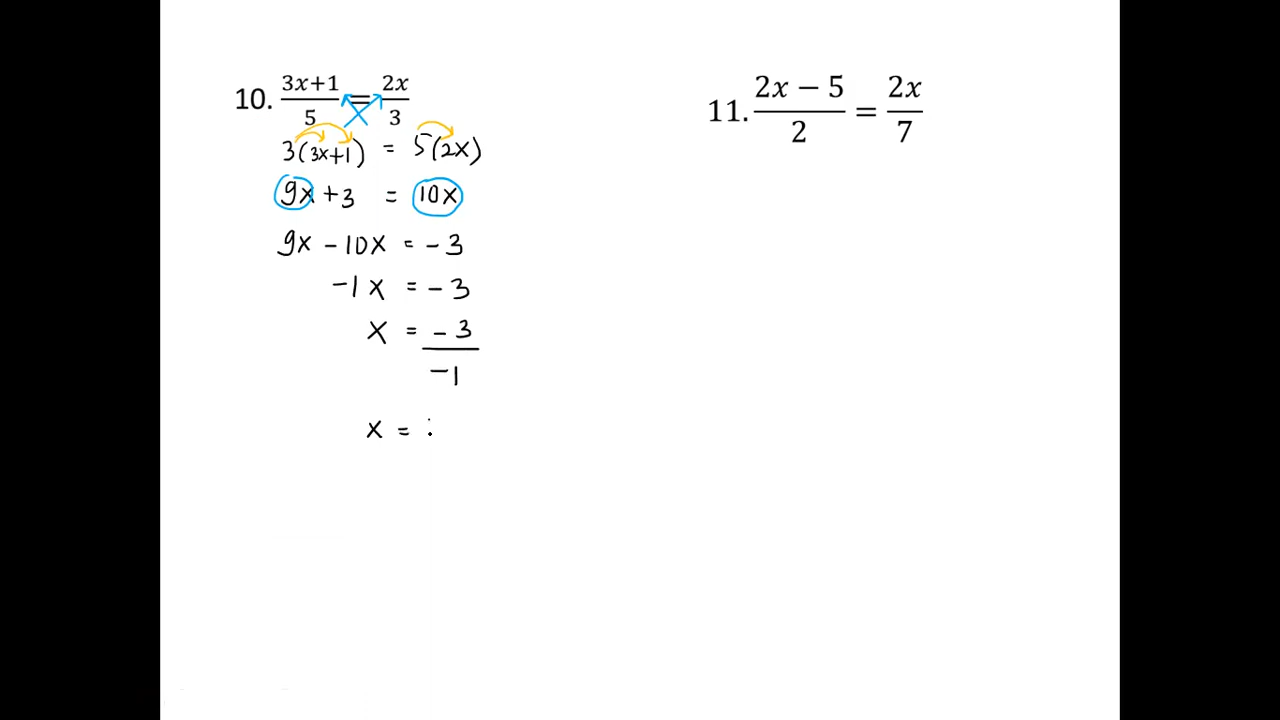 10. (3x+1)/5 = 2x/3
3(3x+1) = 5(2x)
9x + 3 = 10x
9x - 10x = -3
-1x = -3
x = -3/-1
x =
11. (2x − 5)/2 = 2x/7